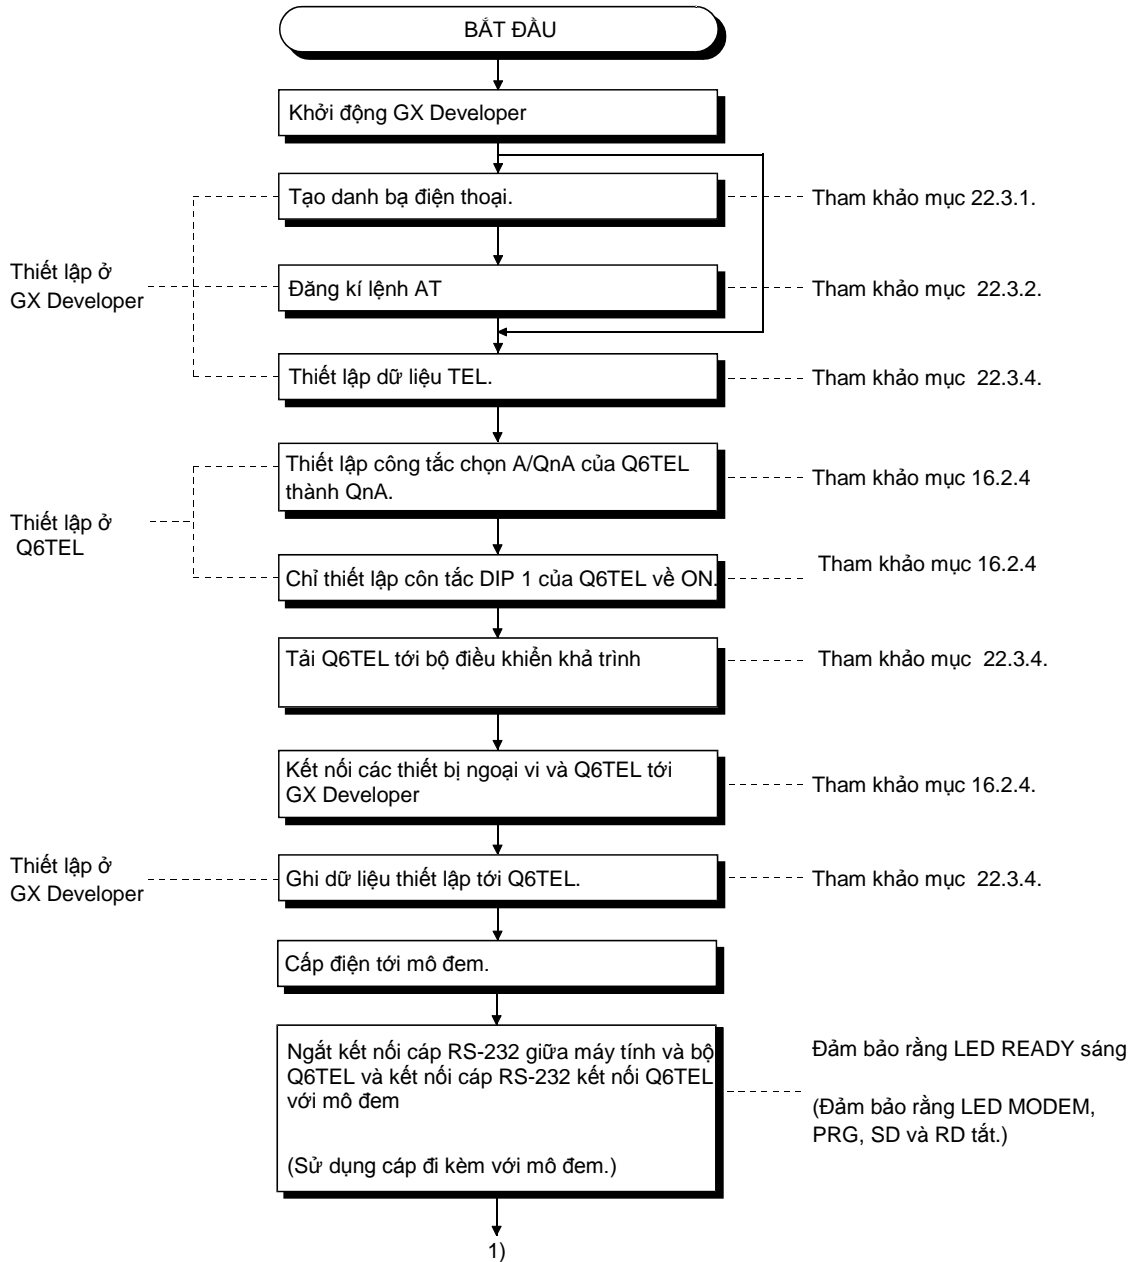 BẮT ĐẦU
Khởi động GX Developer
Tạo danh bạ điện thoại.
Tham khảo mục 22.3.1.
Thiết lập ở
GX Developer
Đăng kí lệnh AT
Tham khảo mục 22.3.2.
Thiết lập dữ liệu TEL.
Tham khảo mục 22.3.4.
Thiết lập công tắc chọn A/QnA của Q6TEL
thành QnA.
Tham khảo mục 16.2.4
Thiết lập ở
Q6TEL
Chỉ thiết lập côn tắc DIP 1 của Q6TEL về ON.
Tham khảo mục 16.2.4
Tải Q6TEL tới bộ điều khiển khả trình
Tham khảo mục 22.3.4.
Kết nối các thiết bị ngoại vi và Q6TEL tới
GX Developer
Tham khảo mục 16.2.4.
Thiết lập ở
GX Developer
Ghi dữ liệu thiết lập tới Q6TEL.
Tham khảo mục 22.3.4.
Cấp điện tới mô đem.
Ngắt kết nối cáp RS-232 giữa máy tính và bộ
Q6TEL và kết nối cáp RS-232 kết nối Q6TEL
với mô đem
(Sử dụng cáp đi kèm với mô đem.)
Đảm bảo rằng LED READY sáng
(Đảm bảo rằng LED MODEM,
PRG, SD và RD tắt.)
1)